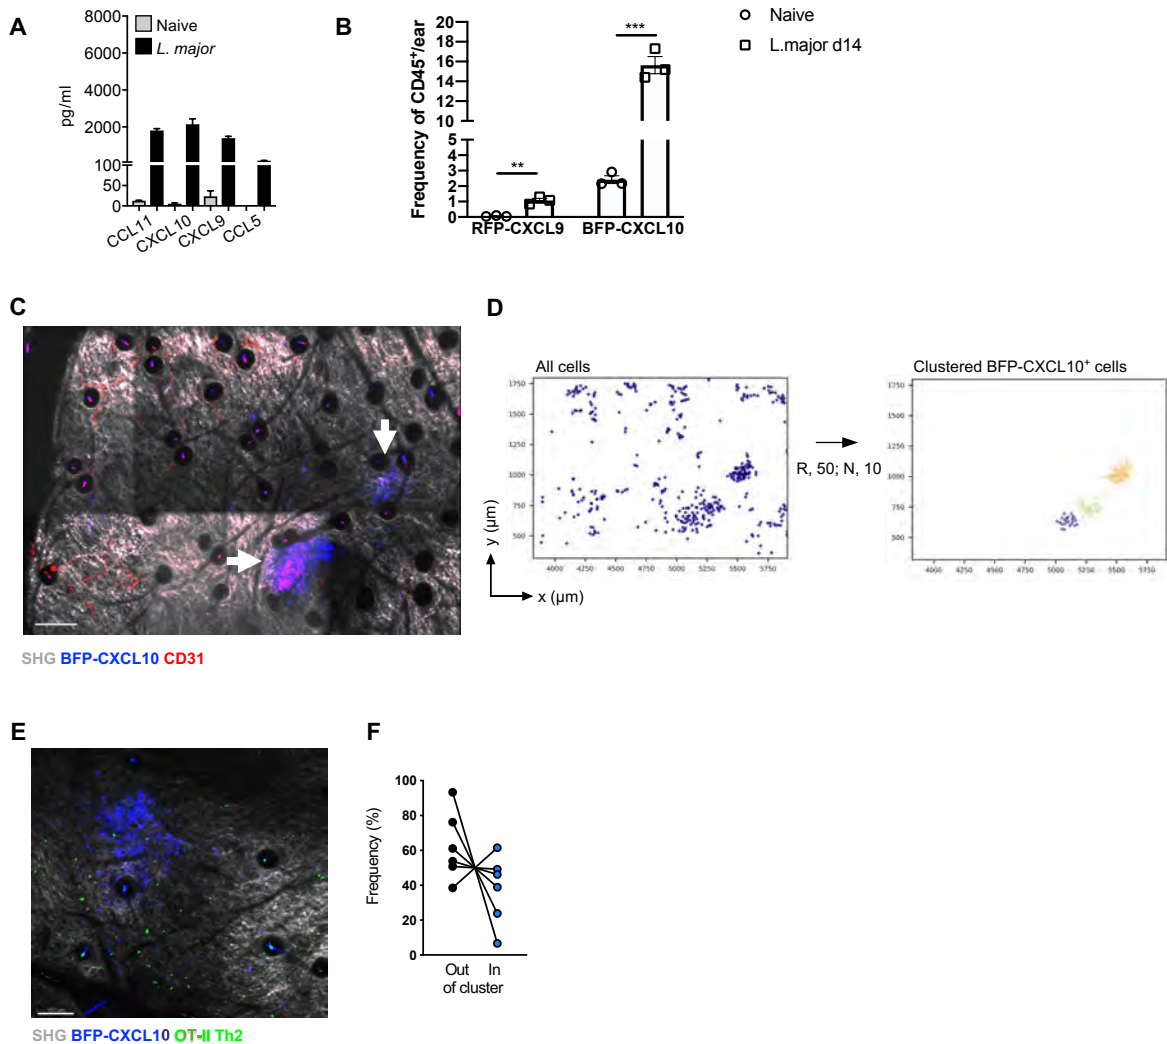 A
8000
6000
4000
2000
100
50
0
pg/ml
Naive
L. major
CCL11
CXCL10
CXCL9
CCL5
B
20
18
16
14
12
10
5
4
3
2
1
0
Frequency of CD45+/ear
**
***
RFP-CXCL9
BFP-CXCL10
Naive
L.major d14
C
SHG BFP-CXCL10 CD31
D
All cells
1750
1500
1250
1000
750
500
4000
4250
4500
4750
5000
5250
5500
5750
y (µm)
x (µm)
R, 50; N, 10
Clustered BFP-CXCL10+ cells
1750
1500
1250
1000
750
500
4000
4250
4500
4750
5000
5250
5500
5750
E
SHG BFP-CXCL10 OT-II Th2
F
100
80
60
40
20
0
Frequency (%)
Out In
of cluster